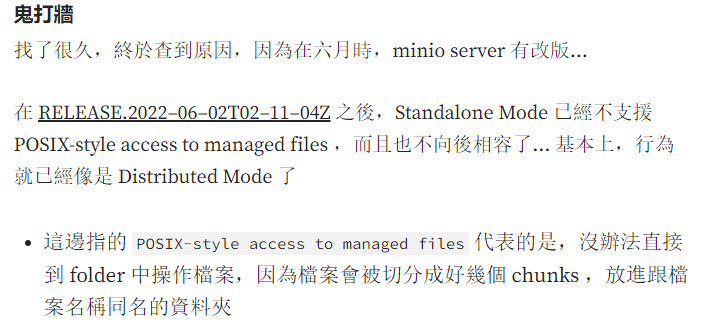 鬼打牆
找了很久，終於查到原因，因為在六月時，minio server 有改版...
在 RELEASE.2022-06-02T02-11-04Z 之後，Standalone Mode 已經不支援
POSIX-style access to managed files ，而且也不向後相容了... 基本上，行為
就已經像是 Distributed Mode 了
• 這邊指的 POSIX-style access to managed files 代表的是，沒辦法直接
到 folder 中操作檔案，因為檔案會被切分成好幾個 chunks ，放進跟檔
案名稱同名的資料夾